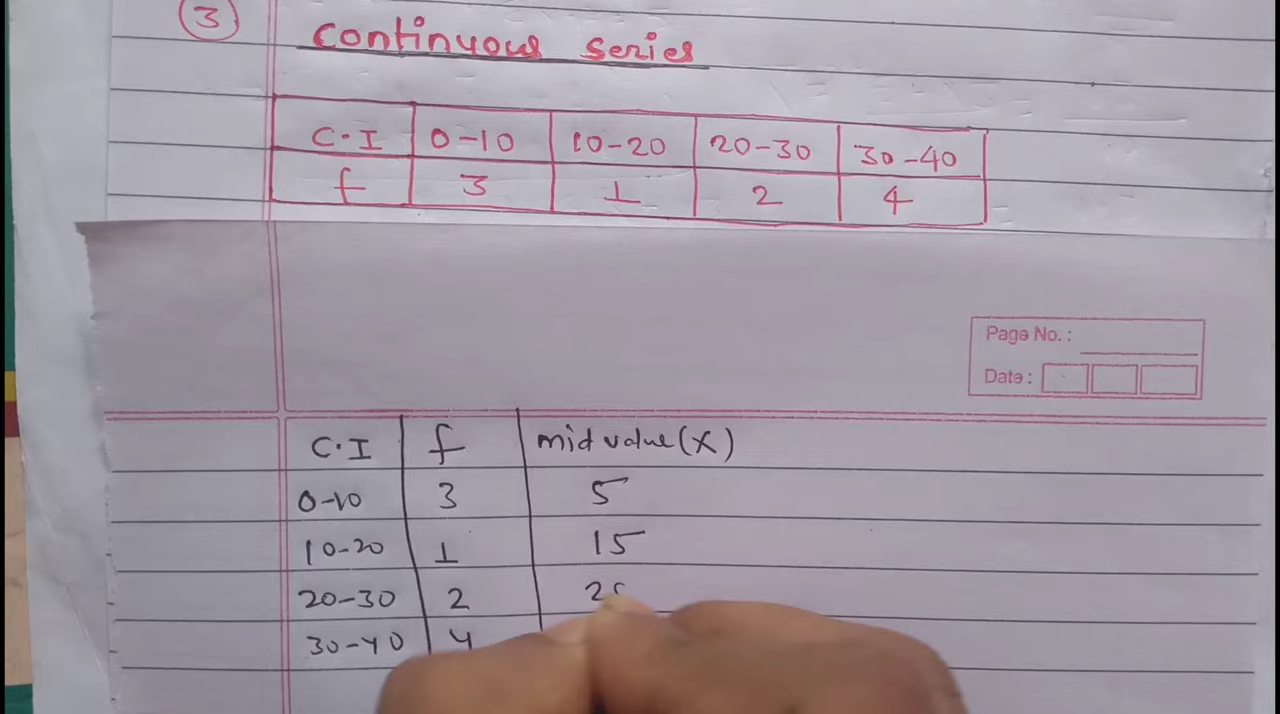 3
Continuous series
C.I 0-10 10-20 20-30 30-40
f 3 1 2 4
Page No. :
Date :
C.I f mid value (X)
0-10 3 5
10-20 1 15
20-30 2
30-40 4